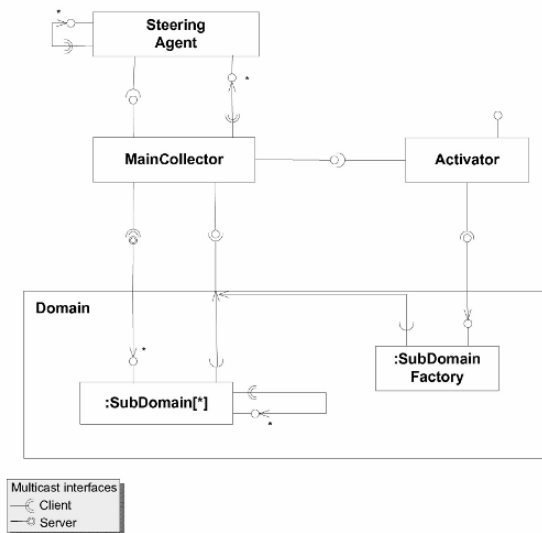 *
Steering
Agent
*
MainCollector
Activator
Domain
*
:SubDomain
Factory
:SubDomain[*]
*
Multicast interfaces
Client
Server